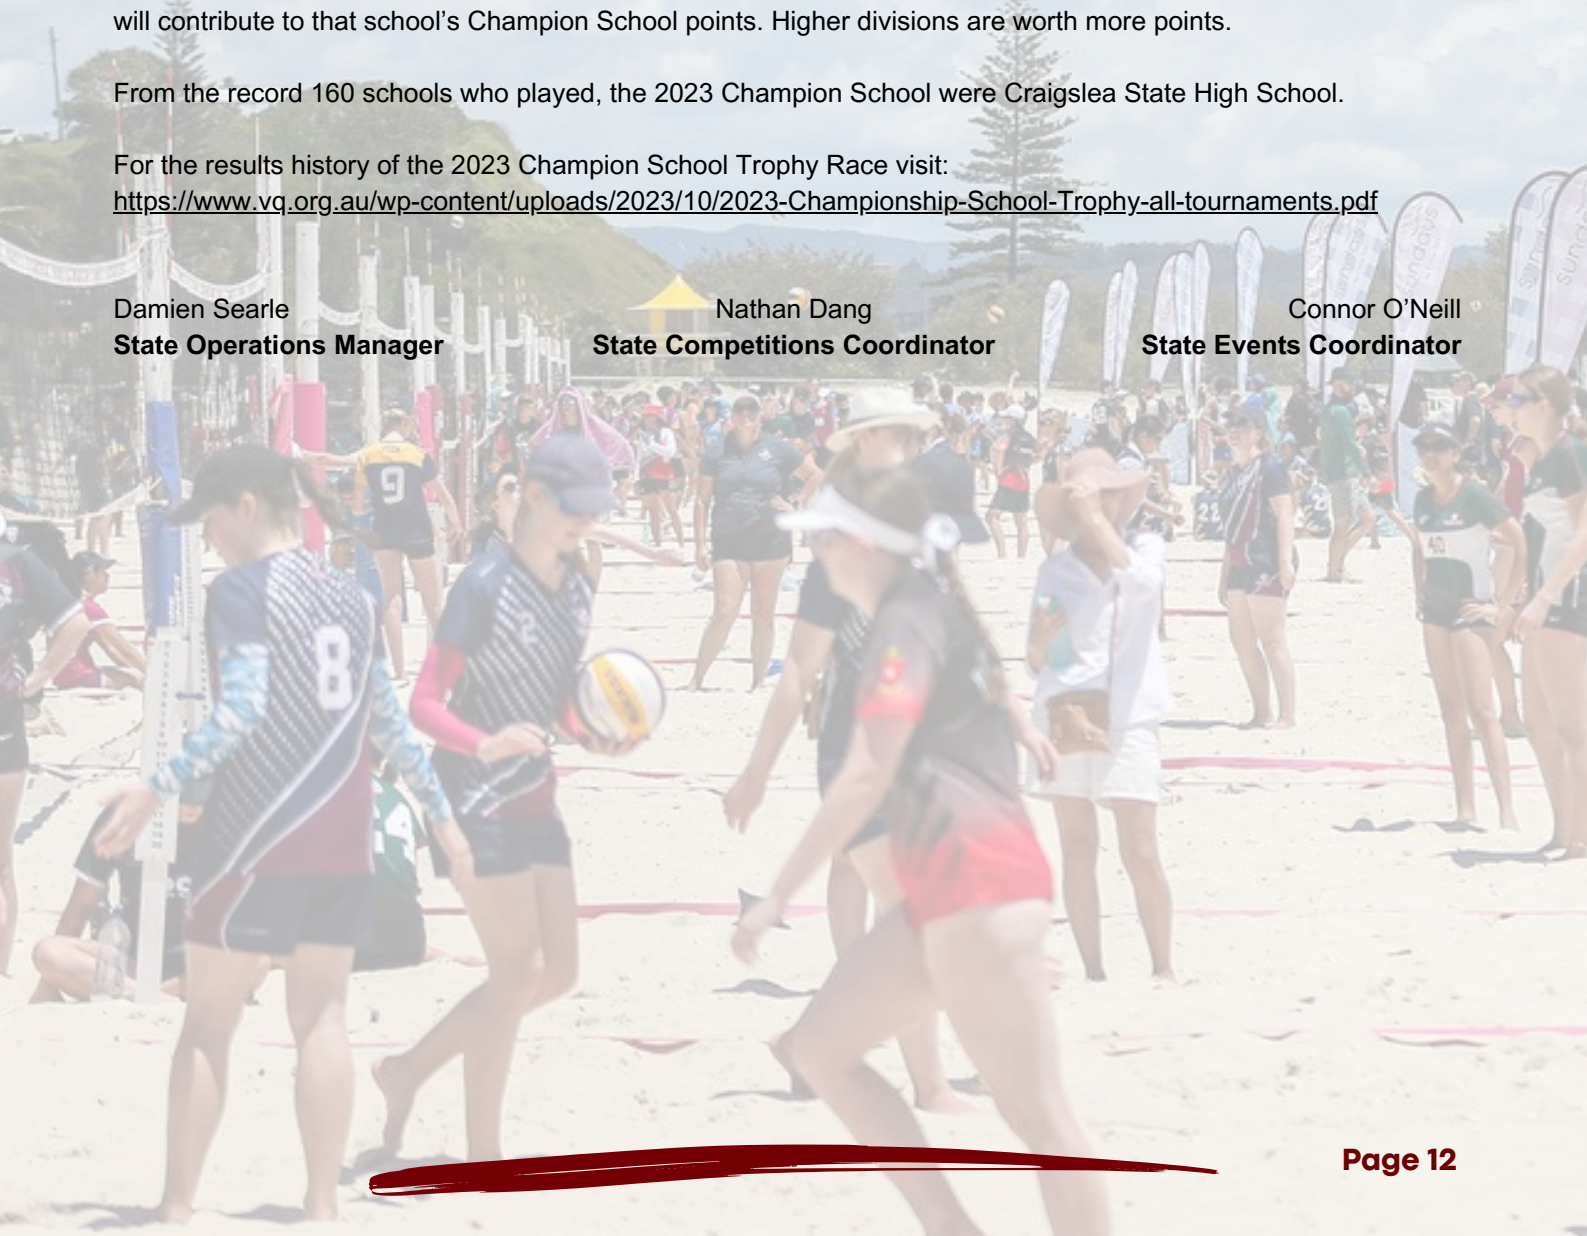 will contribute to that school’s Champion School points. Higher divisions are worth more points.
From the record 160 schools who played, the 2023 Champion School were Craigslea State High School.
For the results history of the 2023 Champion School Trophy Race visit:
https://www.vq.org.au/wp-content/uploads/2023/10/2023-Championship-School-Trophy-all-tournaments.pdf
Damien Searle Nathan Dang Connor O’Neill
State Operations Manager State Competitions Coordinator State Events Coordinator
9
8
2
22
Page 12